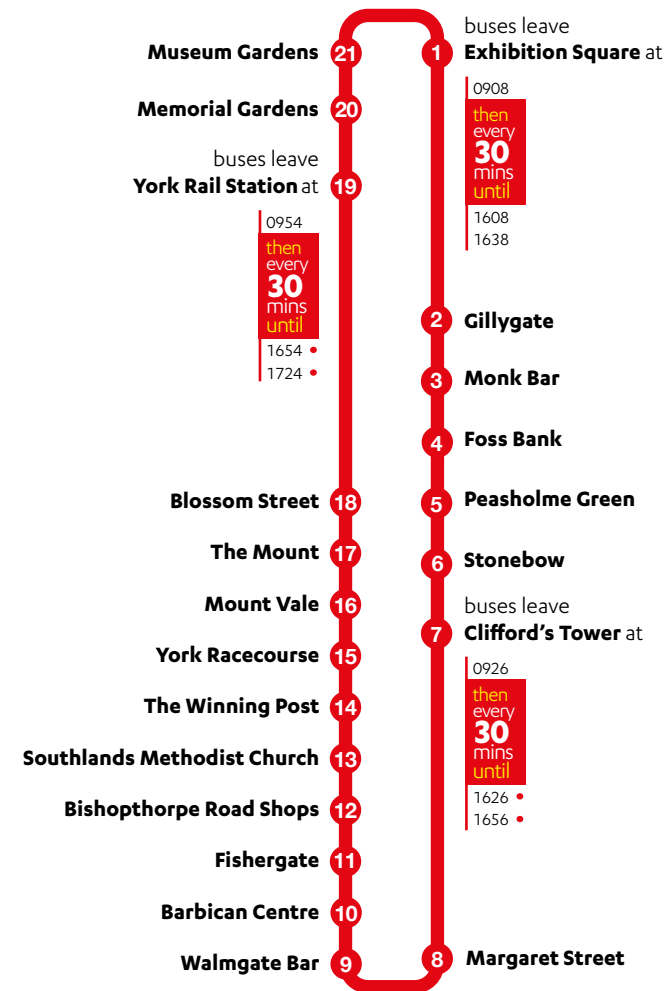 buses leave
1 Exhibition Square at
0908
then
every
30
mins
until
1608
1638
2 Gillygate
3 Monk Bar
4 Foss Bank
5 Peasholme Green
6 Stonebow
buses leave
7 Clifford's Tower at
0926
then
every
30
mins
until
1626 •
1656 •
8 Margaret Street
Walmgate Bar 9
Barbican Centre 10
Fishergate 11
Bishopthorpe Road Shops 12
Southlands Methodist Church 13
The Winning Post 14
York Racecourse 15
Mount Vale 16
The Mount 17
Blossom Street 18
buses leave
York Rail Station at 19
0954
then
every
30
mins
until
1654 •
1724 •
Memorial Gardens 20
Museum Gardens 21